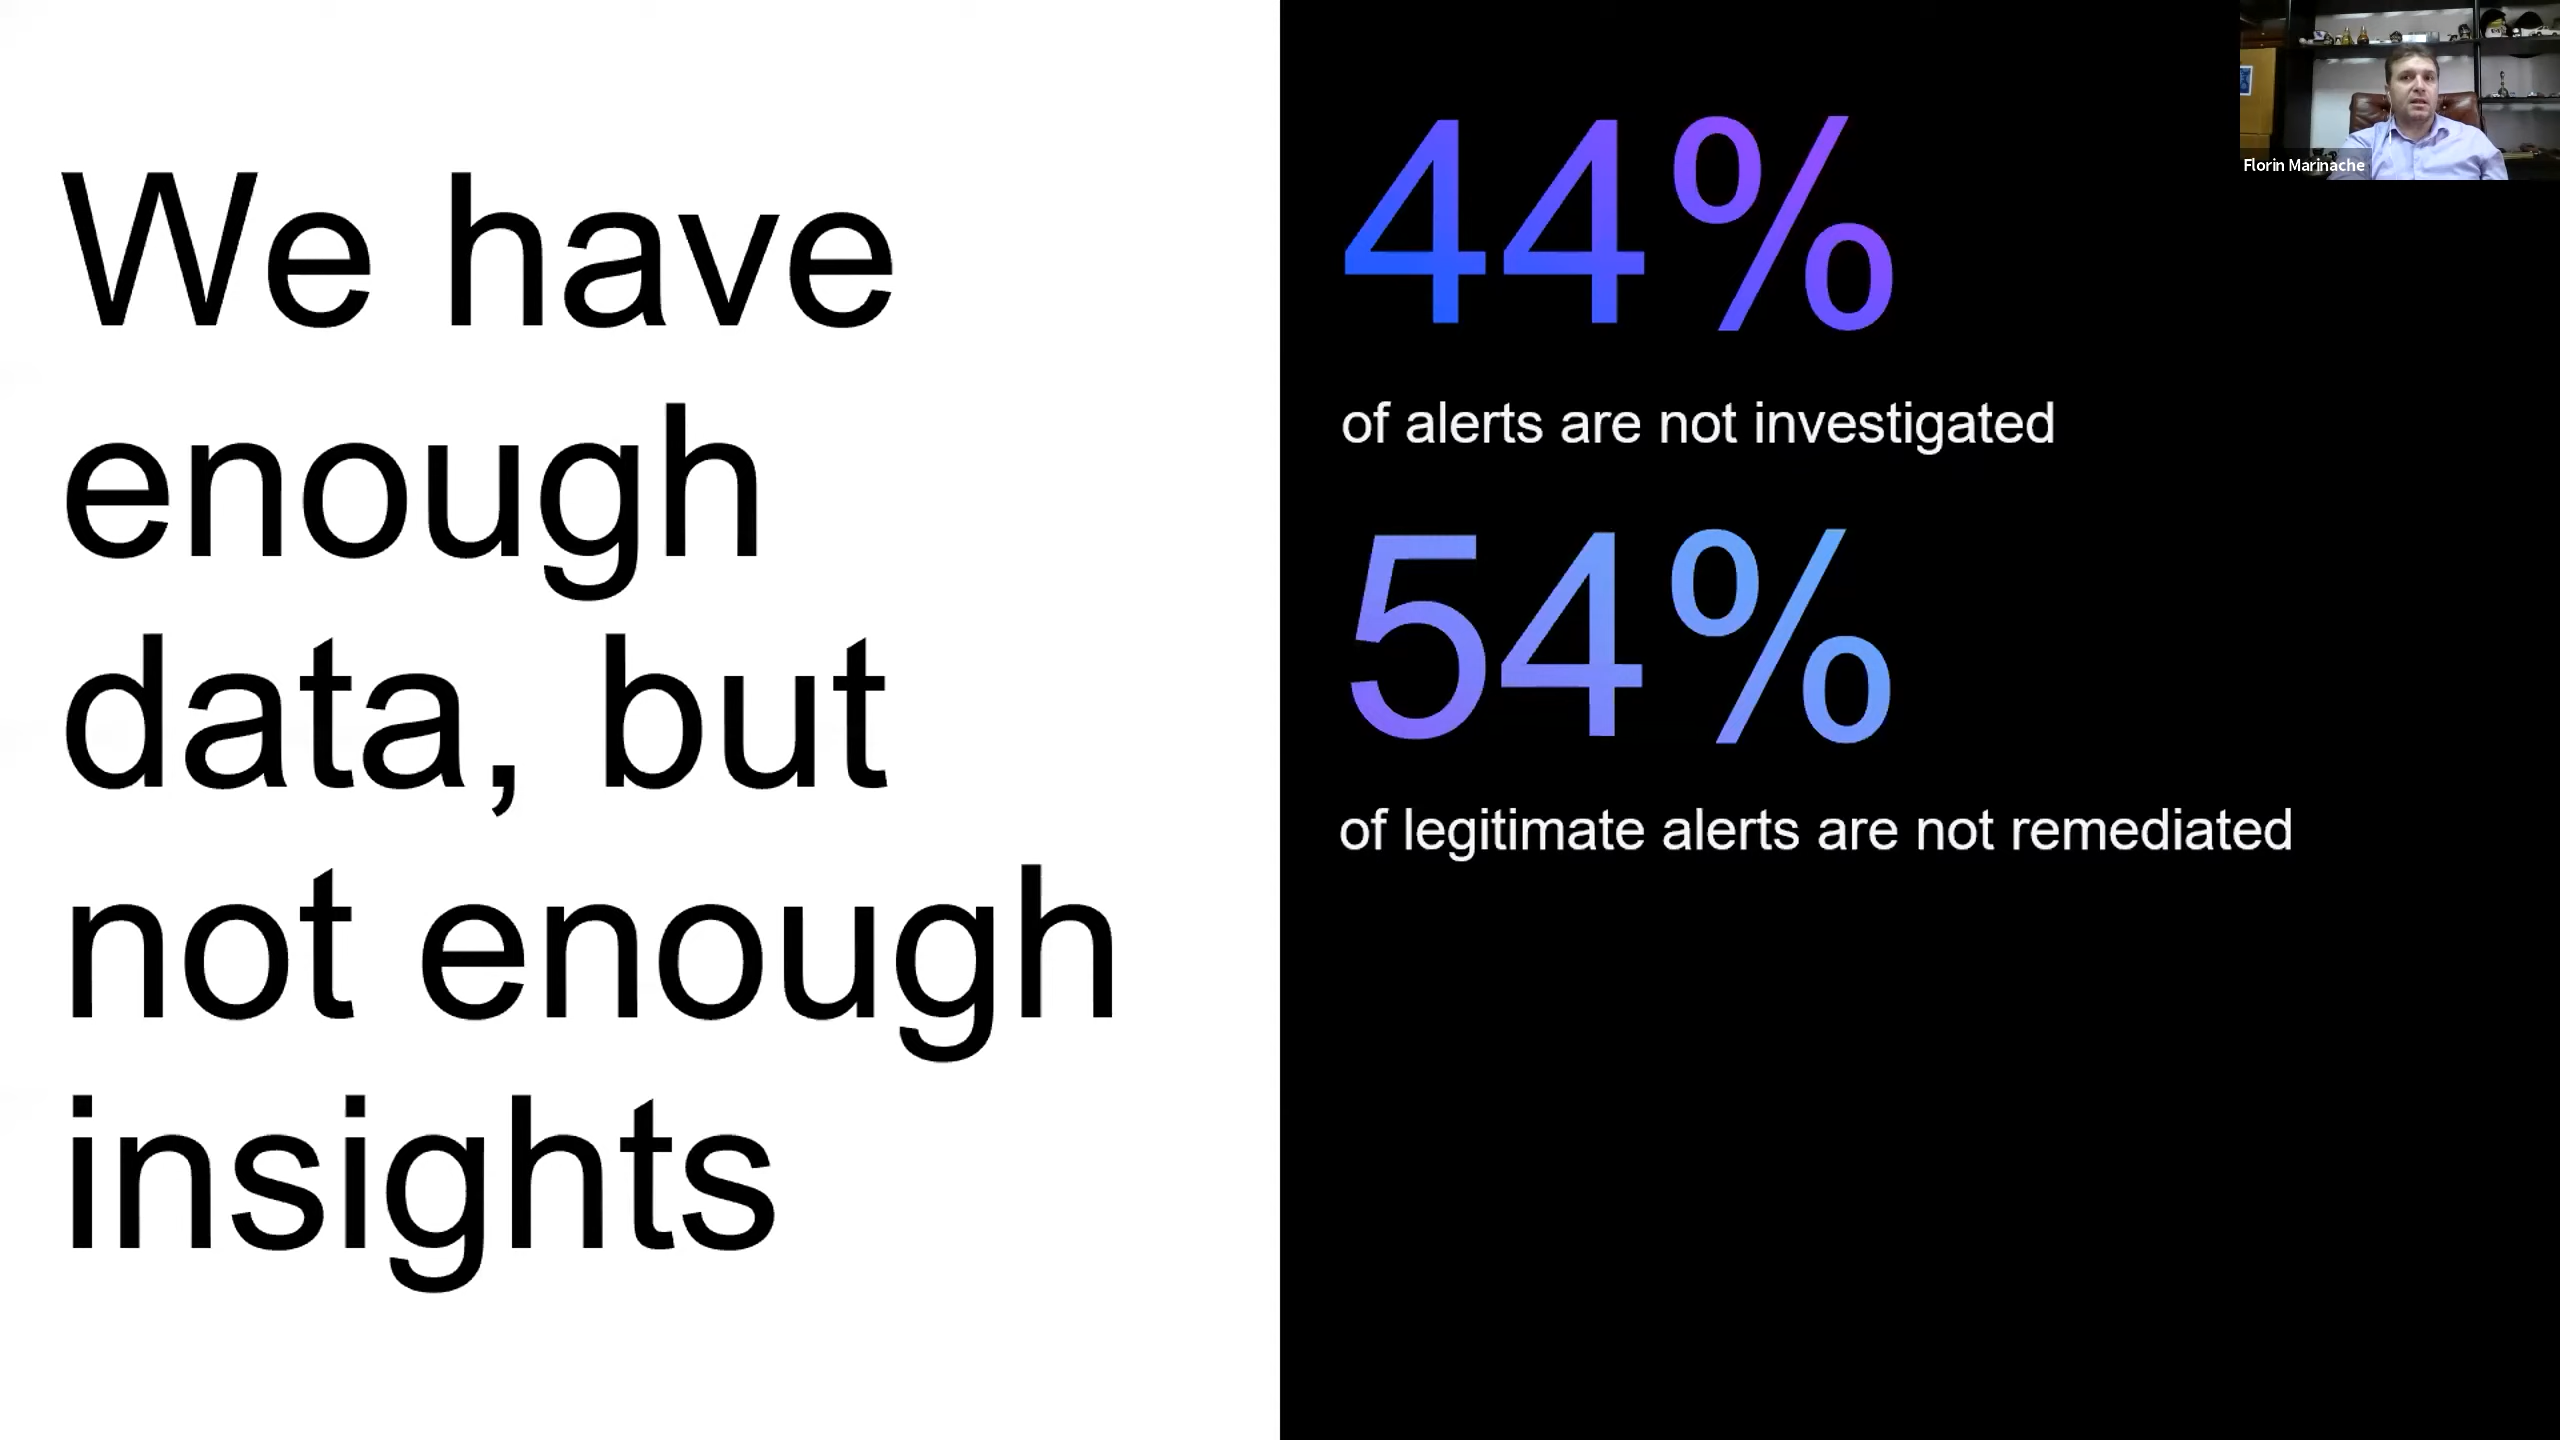 We have
enough
data, but
not enough
insights
44%
of alerts are not investigated
54%
of legitimate alerts are not remediated
Florin Marinache